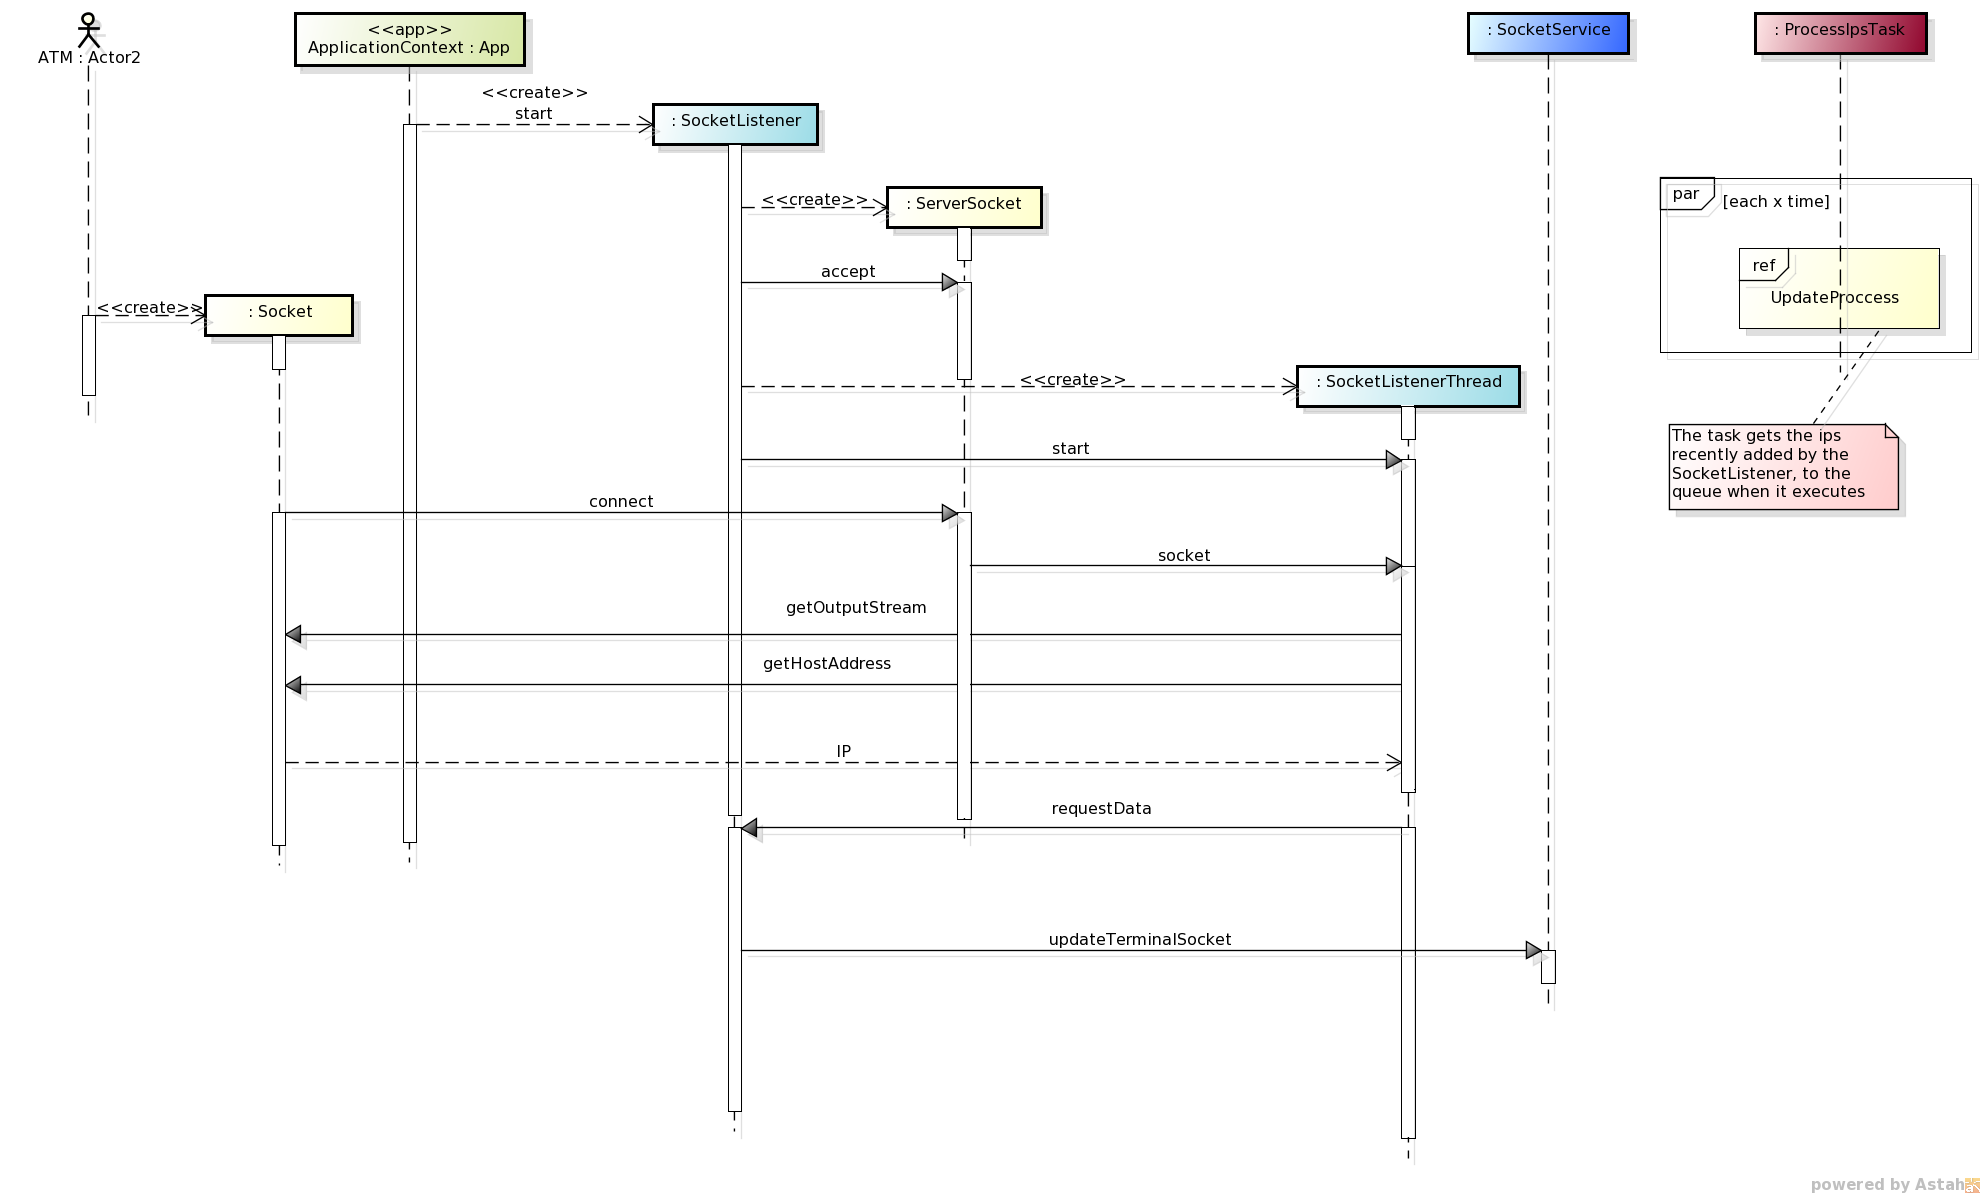 ATM : Actor2
<<app>>
ApplicationContext : App
: SocketService
: ProcessIpsTask
<<create>>
start
: SocketListener
par
[each x time]
<<create>>
: ServerSocket
ref
UpdateProccess
accept
<<create>>
: Socket
<<create>>
: SocketListenerThread
The task gets the ips
recently added by the
SocketListener, to the
queue when it executes
start
connect
socket
getOutputStream
getHostAddress
IP
requestData
updateTerminalSocket
powered by Astah